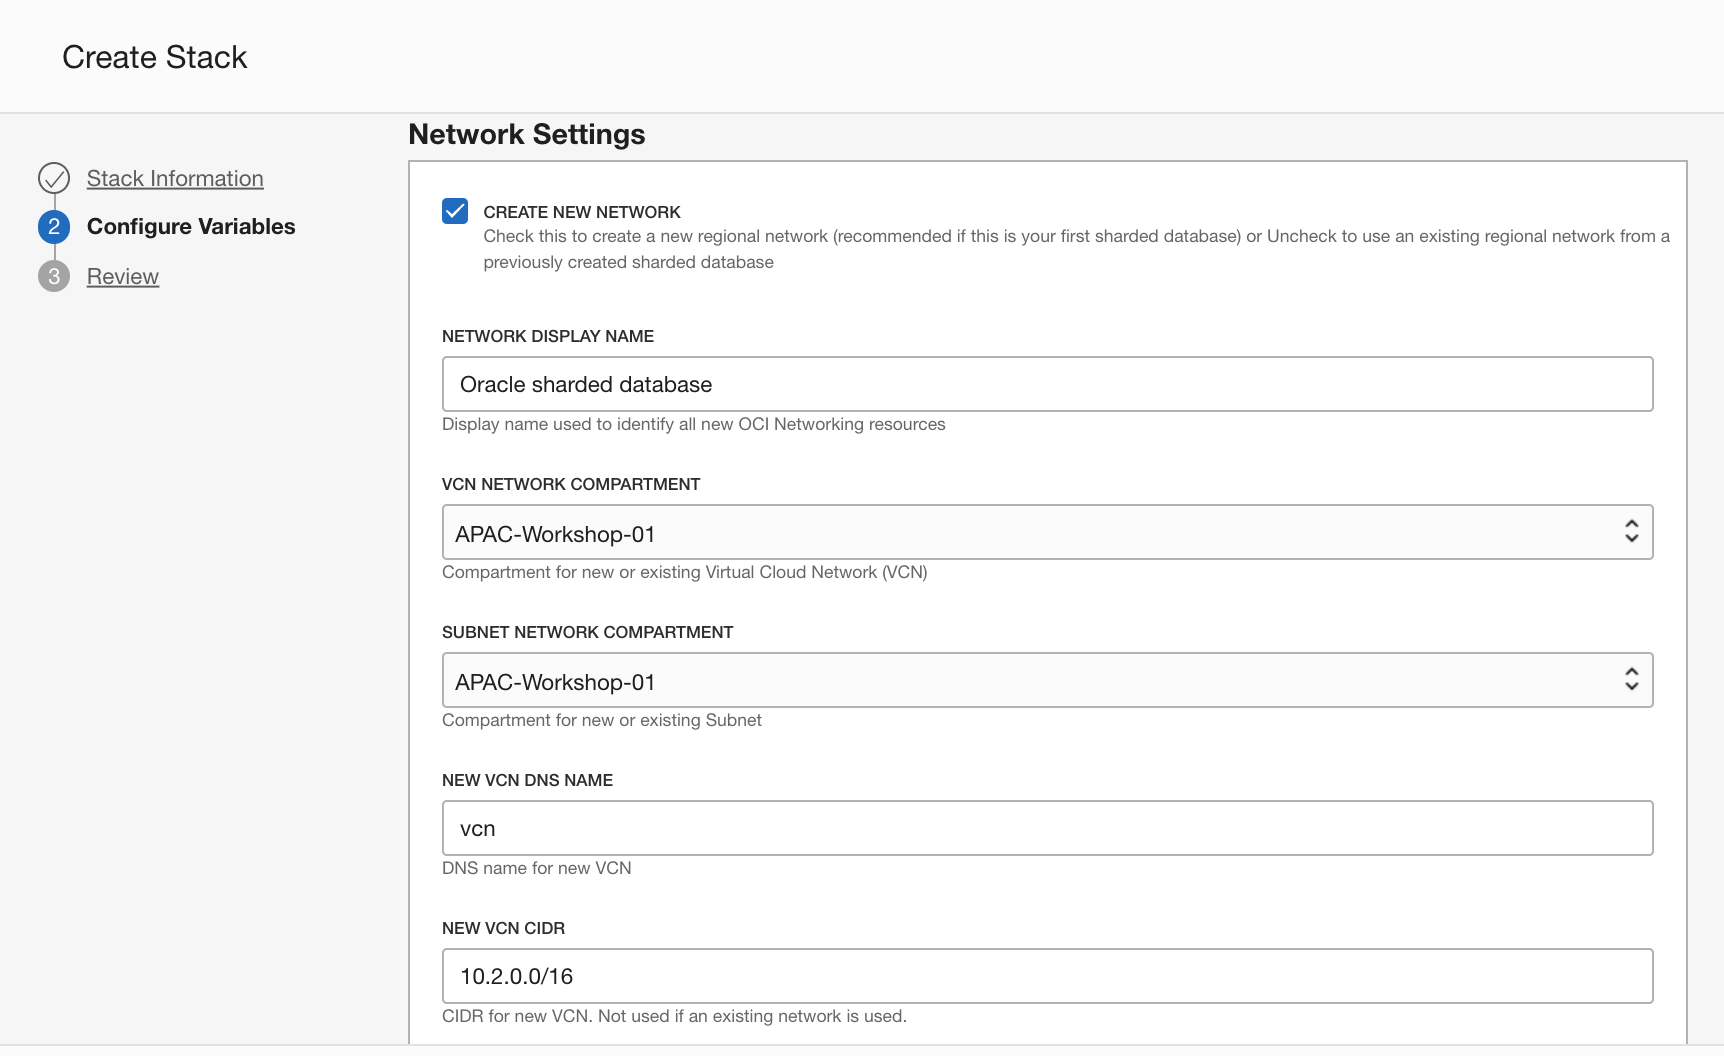 Create Stack
Stack Information
2 Configure Variables
3 Review
Network Settings
CREATE NEW NETWORK
Check this to create a new regional network (recommended if this is your first sharded database) or Uncheck to use an existing regional network from a
previously created sharded database
NETWORK DISPLAY NAME
Oracle sharded database
Display name used to identify all new OCI Networking resources
VCN NETWORK COMPARTMENT
APAC-Workshop-01
Compartment for new or existing Virtual Cloud Network (VCN)
SUBNET NETWORK COMPARTMENT
APAC-Workshop-01
Compartment for new or existing Subnet
NEW VCN DNS NAME
vcn
DNS name for new VCN
NEW VCN CIDR
10.2.0.0/16
CIDR for new VCN. Not used if an existing network is used.